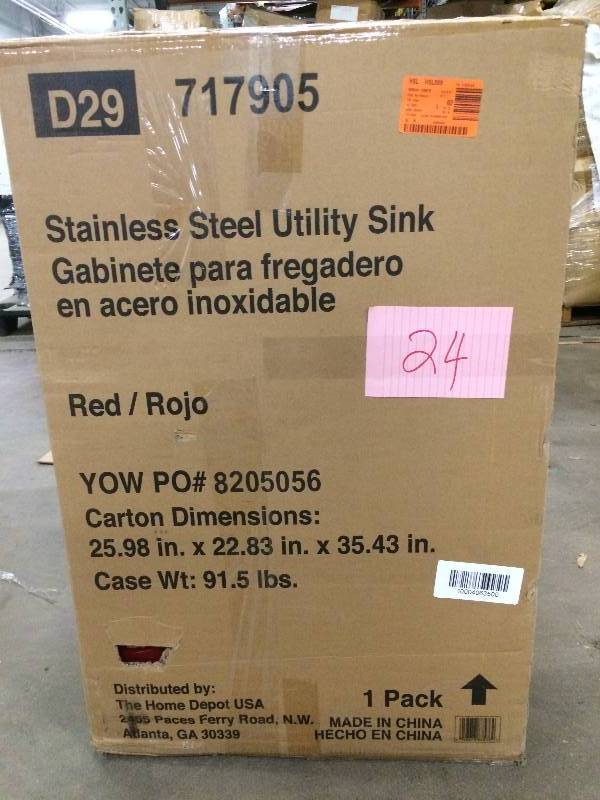 D29
717905
Stainless Steel Utility Sink
Gabinete para fregadero
en acero inoxidable
24
Red / Rojo
YOW PO# 8205056
Carton Dimensions:
25.98 in. x 22.83 in. x 35.43 in.
Case Wt: 91.5 lbs.
Distributed by:
The Home Depot USA
2455 Paces Ferry Road, N.W.
Atlanta, GA 30339
1 Pack
MADE IN CHINA
HECHO EN CHINA